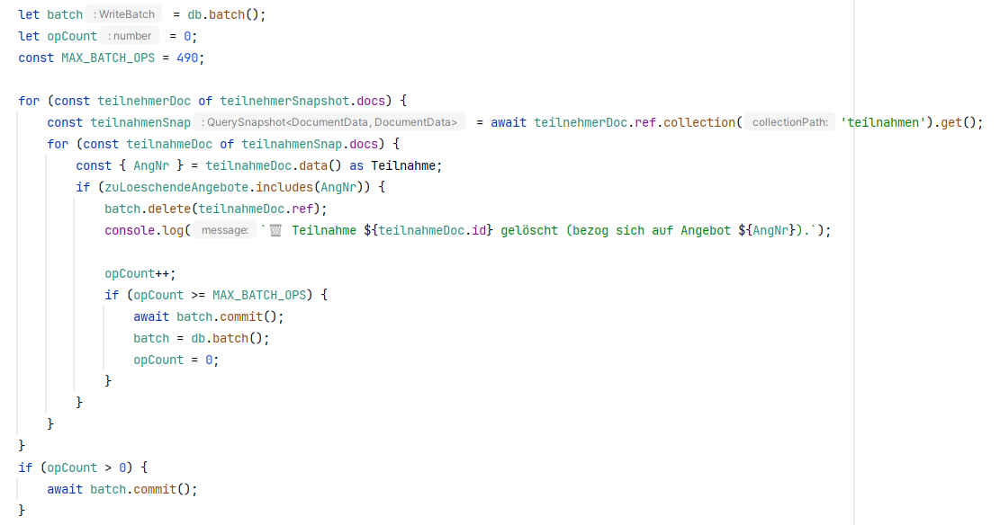 let batch : WriteBatch = db.batch();
let opCount : number = 0;
const MAX_BATCH_OPS = 490;
for (const teilnehmerDoc of teilnehmerSnapshot.docs) {
const teilnahmenSnap : QuerySnapshot<DocumentData, DocumentData> = await teilnehmerDoc.ref.collection( collectionPath: 'teilnahmen').get();
for (const teilnahmeDoc of teilnahmenSnap.docs) {
const { AngNr } = teilnahmeDoc.data() as Teilnahme;
if (zuLoeschendeAngebote.includes(AngNr)) {
batch.delete(teilnahmeDoc.ref);
console.log( message: `🗑️ Teilnahme ${teilnahmeDoc.id} gelöscht (bezog sich auf Angebot ${AngNr}).`);
opCount++;
if (opCount >= MAX_BATCH_OPS) {
await batch.commit();
batch = db.batch();
opCount = 0;
}
}
}
}
if (opCount > 0) {
await batch.commit();
}